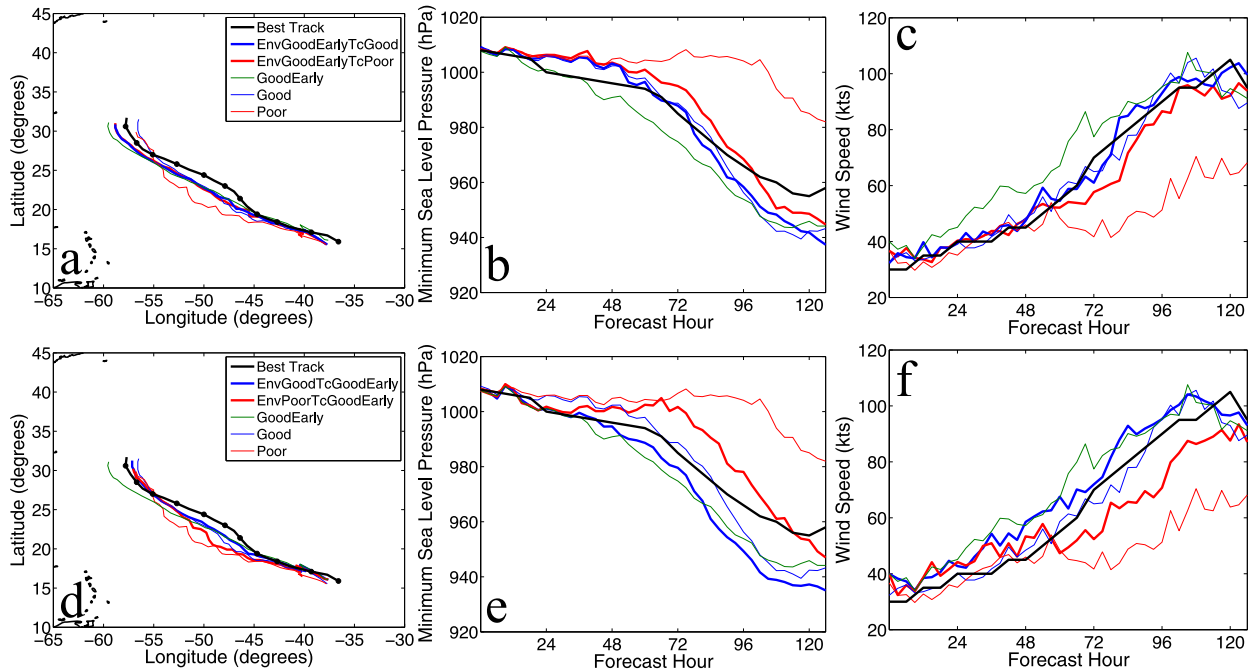 45
40
35
30
25
20
15
10
−65
−60
−55
−50
−45
−40
−35
−30
Latitude (degrees)
Longitude (degrees)
Best Track
EnvGoodEarlyTcGood
EnvGoodEarlyTcPoor
GoodEarly
Good
Poor
a
1020
1000
980
960
940
920
24
48
72
96
120
Minimum Sea Level Pressure (hPa)
Forecast Hour
b
120
100
80
60
40
20
24
48
72
96
120
Wind Speed (kts)
Forecast Hour
c
45
40
35
30
25
20
15
10
−65
−60
−55
−50
−45
−40
−35
−30
Latitude (degrees)
Longitude (degrees)
Best Track
EnvGoodTcGoodEarly
EnvPoorTcGoodEarly
GoodEarly
Good
Poor
d
1020
1000
980
960
940
920
24
48
72
96
120
Minimum Sea Level Pressure (hPa)
Forecast Hour
e
120
100
80
60
40
20
24
48
72
96
120
Wind Speed (kts)
Forecast Hour
f